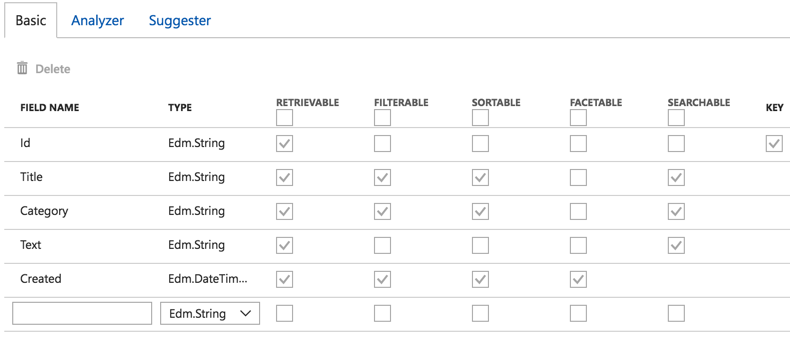 Basic Analyzer Suggester
Delete
FIELD NAME TYPE RETRIEVABLE FILTERABLE SORTABLE FACETABLE SEARCHABLE KEY
Id Edm.String
Title Edm.String
Category Edm.String
Text Edm.String
Created Edm.DateTim...
Edm.String